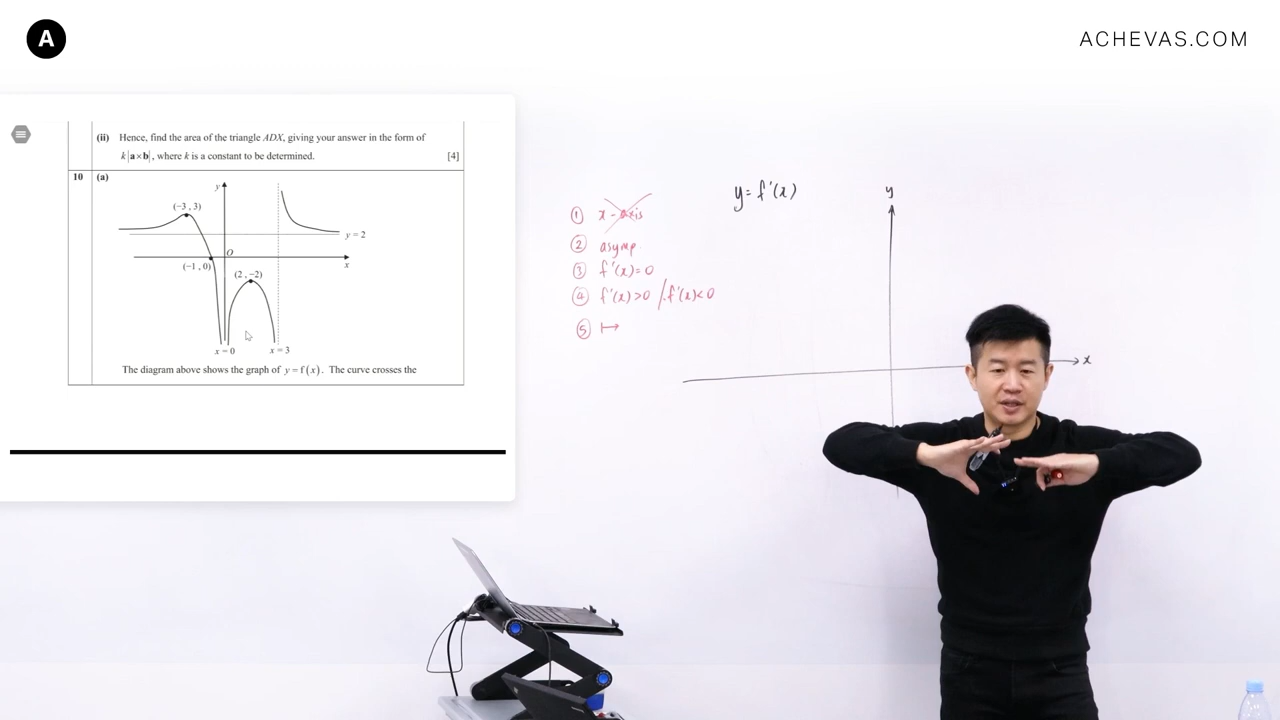 A
ACHEVAS.COM
(ii) Hence, find the area of the triangle ADX, giving your answer in the form of
k|a×b|, where k is a constant to be determined. [4]
10 (a)
y
(−3 , 3)
y = 2
O
x
(−1 , 0)
(2 , −2)
x = 0
x = 3
The diagram above shows the graph of y = f(x). The curve crosses the
① x - axis
② asymp.
③ f'(x) = 0
④ f'(x) > 0 / f'(x) < 0
⑤ ↦
y = f'(x)
y
x